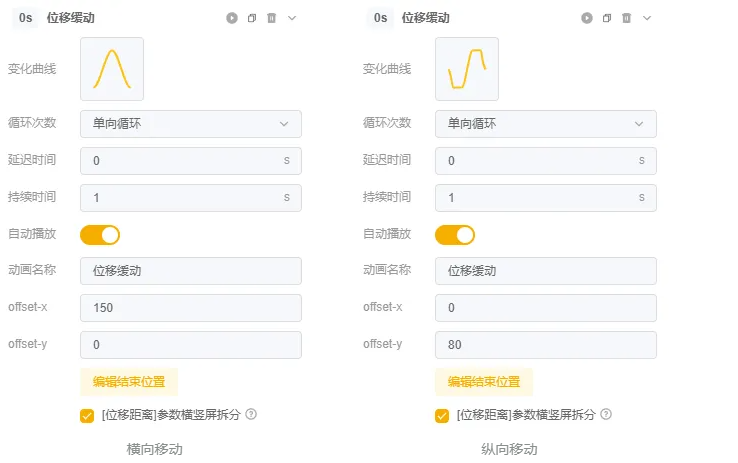 0s 位移缓动
变化曲线
循环次数 单向循环
延迟时间 0 s
持续时间 1 s
自动播放
动画名称 位移缓动
offset-x 150
offset-y 0
编辑结束位置
[位移距离]参数横竖屏拆分 ?
横向移动
0s 位移缓动
变化曲线
循环次数 单向循环
延迟时间 0 s
持续时间 1 s
自动播放
动画名称 位移缓动
offset-x 0
offset-y 80
编辑结束位置
[位移距离]参数横竖屏拆分 ?
纵向移动